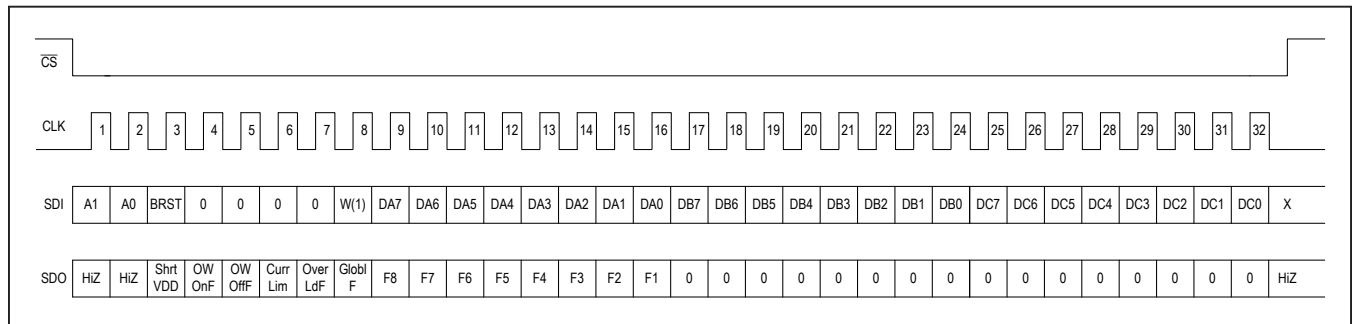 CS
CLK 1 2 3 4 5 6 7 8 9 10 11 12 13 14 15 16 17 18 19 20 21 22 23 24 25 26 27 28 29 30 31 32
SDI A1 A0 BRST 0 0 0 0 W(1) DA7 DA6 DA5 DA4 DA3 DA2 DA1 DA0 DB7 DB6 DB5 DB4 DB3 DB2 DB1 DB0 DC7 DC6 DC5 DC4 DC3 DC2 DC1 DC0 X
SDO HiZ HiZ Shrt VDD OW OnF OW OffF Curr Lim Over LdF Globl F F8 F7 F6 F5 F4 F3 F2 F1 0 0 0 0 0 0 0 0 0 0 0 0 0 0 0 0 HiZ